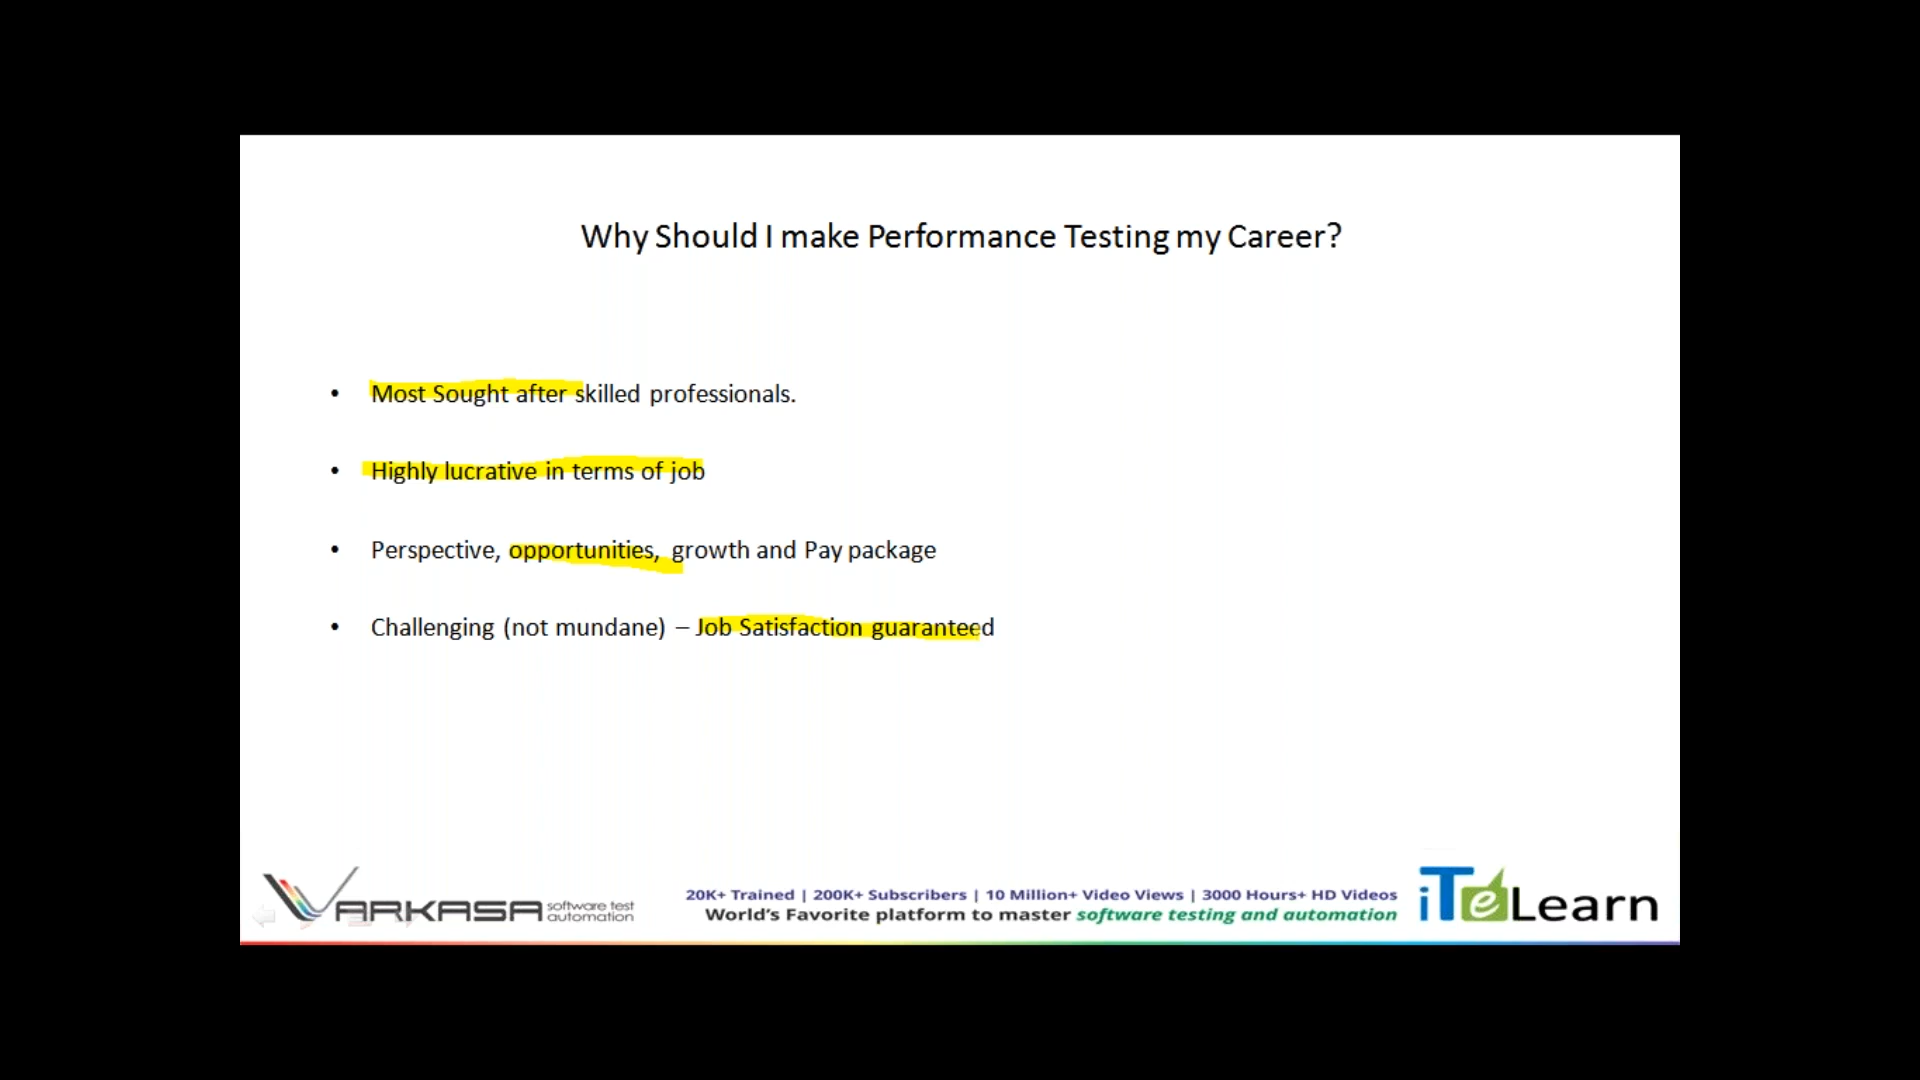 Why Should I make Performance Testing my Career?
• Most Sought after skilled professionals.
• Highly lucrative in terms of job
• Perspective, opportunities, growth and Pay package
• Challenging (not mundane) – Job Satisfaction guaranteed
VARKASA software test automation
20K+ Trained | 200K+ Subscribers | 10 Million+ Video Views | 3000 Hours+ HD Videos
World's Favorite platform to master software testing and automation
iTeLearn